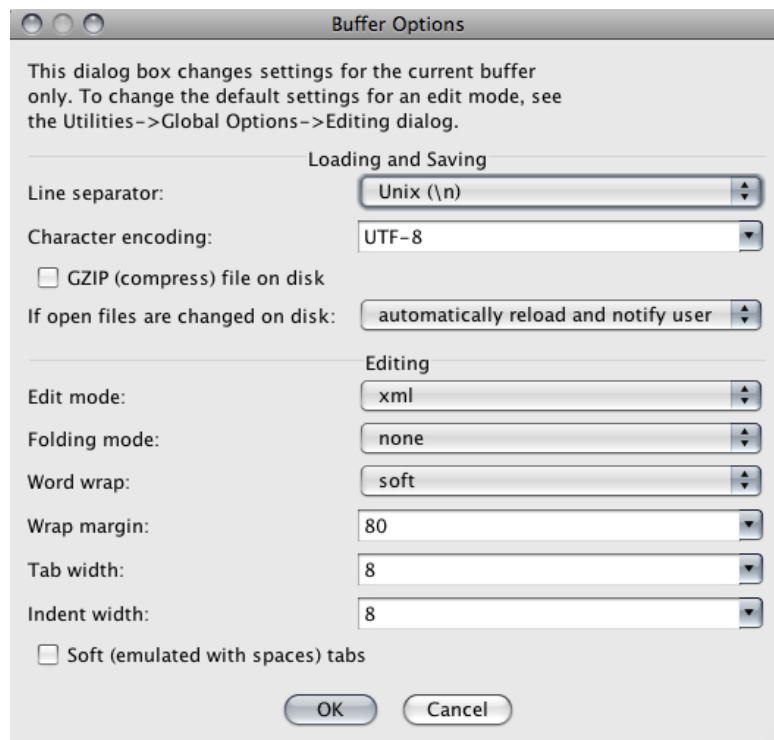 Buffer Options
This dialog box changes settings for the current buffer
only. To change the default settings for an edit mode, see
the Utilities->Global Options->Editing dialog.
Loading and Saving
Line separator: Unix (\n)
Character encoding: UTF-8
GZIP (compress) file on disk
If open files are changed on disk: automatically reload and notify user
Editing
Edit mode: xml
Folding mode: none
Word wrap: soft
Wrap margin: 80
Tab width: 8
Indent width: 8
Soft (emulated with spaces) tabs
OK Cancel